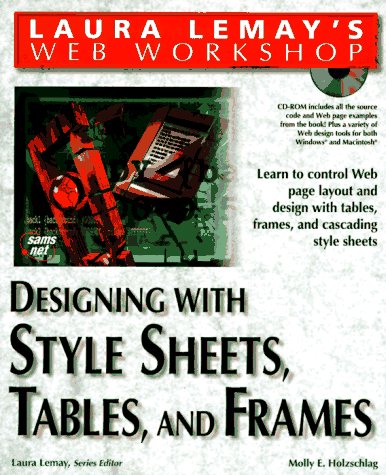 LAURA LEMAY'S
WEB WORKSHOP
CD-ROM includes all the source
code and Web page examples
from the book! Plus a variety of
Web design tools for both
Windows® and Macintosh®
Learn to control Web
page layout and
design with tables,
frames, and cascading
style sheets
sams
net
DESIGNING WITH
STYLE SHEETS,
TABLES, AND FRAMES
Laura Lemay, Series Editor
Molly E. Holzschlag